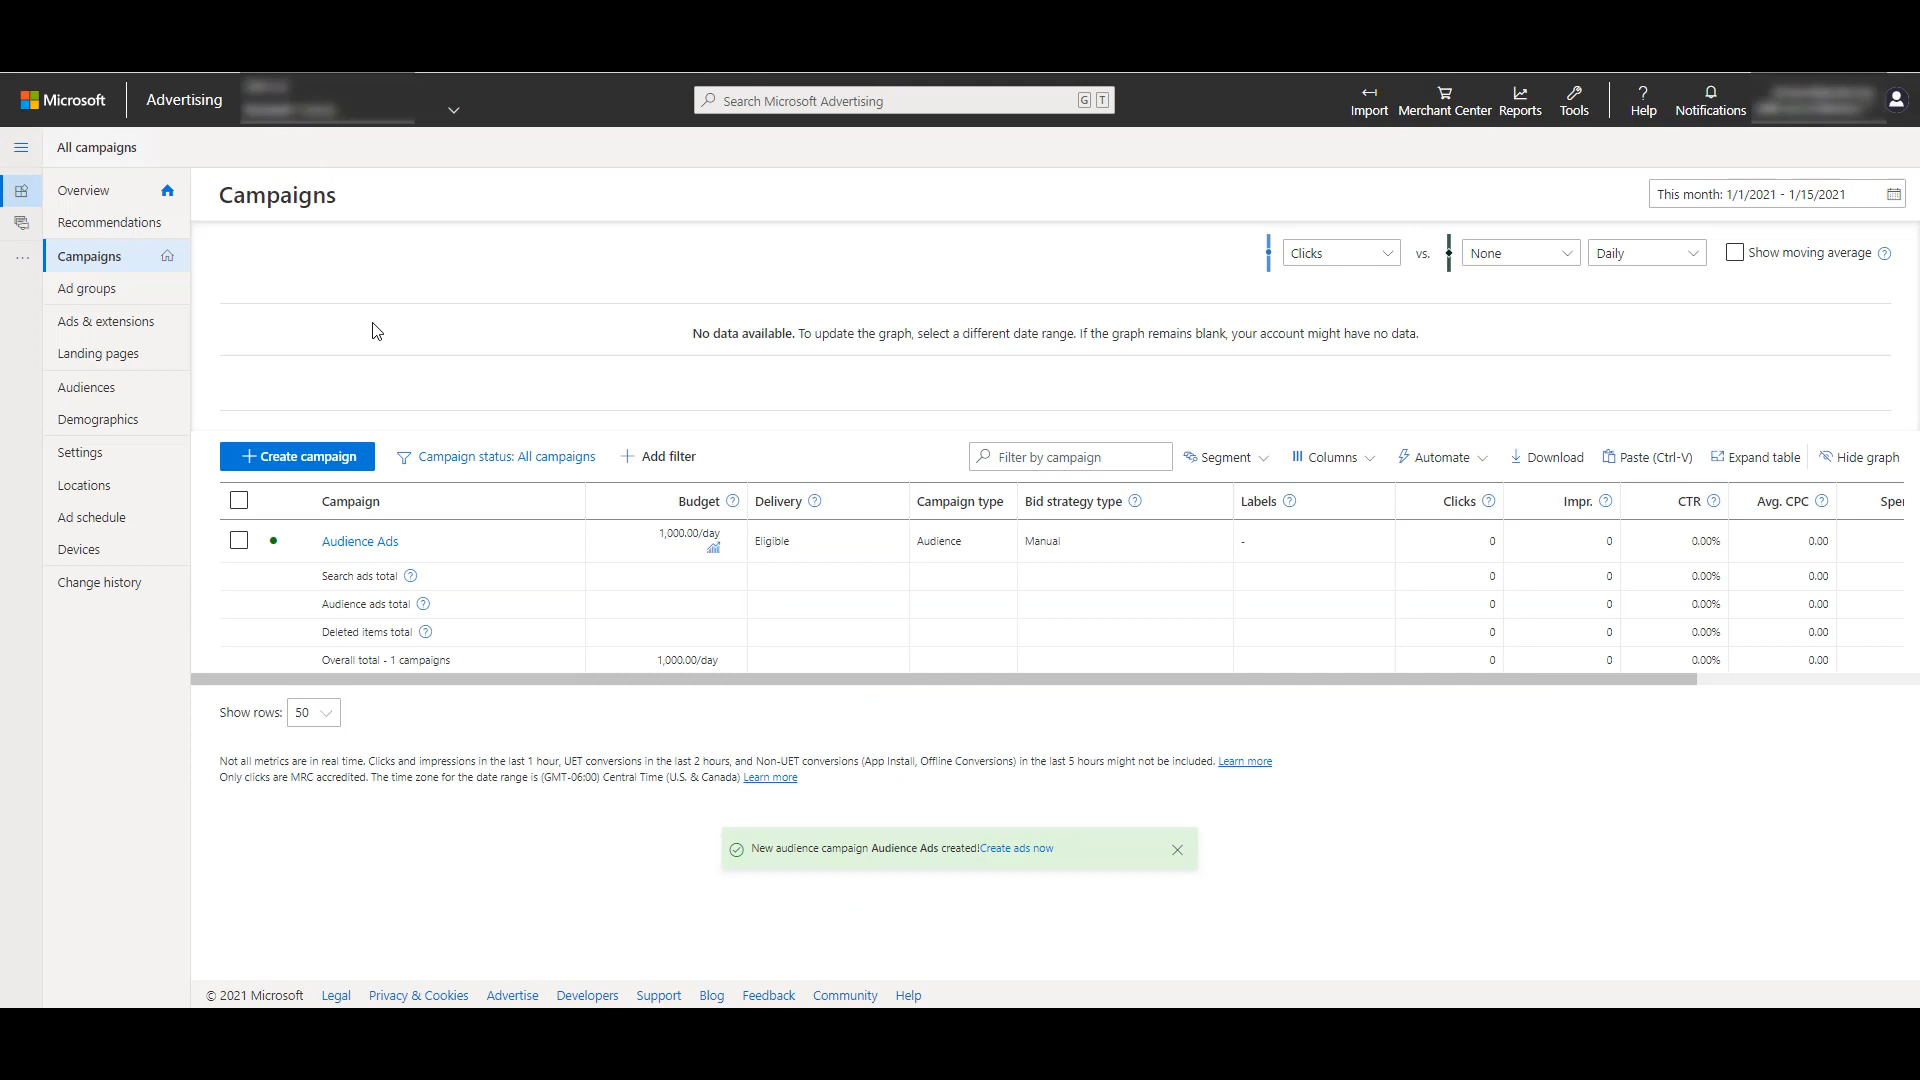 Microsoft Advertising
Search Microsoft Advertising G T
Import Merchant Center Reports Tools Help Notifications
All campaigns
Overview
Recommendations
Campaigns
Ad groups
Ads & extensions
Landing pages
Audiences
Demographics
Settings
Locations
Ad schedule
Devices
Change history
Campaigns
This month: 1/1/2021 - 1/15/2021
Clicks vs. None Daily Show moving average
No data available. To update the graph, select a different date range. If the graph remains blank, your account might have no data.
Create campaign Campaign status: All campaigns Add filter Filter by campaign Segment Columns Automate Download Paste (Ctrl-V) Expand table Hide graph
Campaign Budget Delivery Campaign type Bid strategy type Labels Clicks Impr. CTR Avg. CPC Sper
Audience Ads 1,000.00/day Eligible Audience Manual - 0 0 0.00% 0.00
Search ads total 0 0 0.00% 0.00
Audience ads total 0 0 0.00% 0.00
Deleted items total 0 0 0.00% 0.00
Overall total - 1 campaigns 1,000.00/day 0 0 0.00% 0.00
Show rows: 50
Not all metrics are in real time. Clicks and impressions in the last 1 hour, UET conversions in the last 2 hours, and Non-UET conversions (App Install, Offline Conversions) in the last 5 hours might not be included. Learn more
Only clicks are MRC accredited. The time zone for the date range is (GMT-06:00) Central Time (U.S. & Canada) Learn more
New audience campaign Audience Ads created!Create ads now
© 2021 Microsoft Legal Privacy & Cookies Advertise Developers Support Blog Feedback Community Help